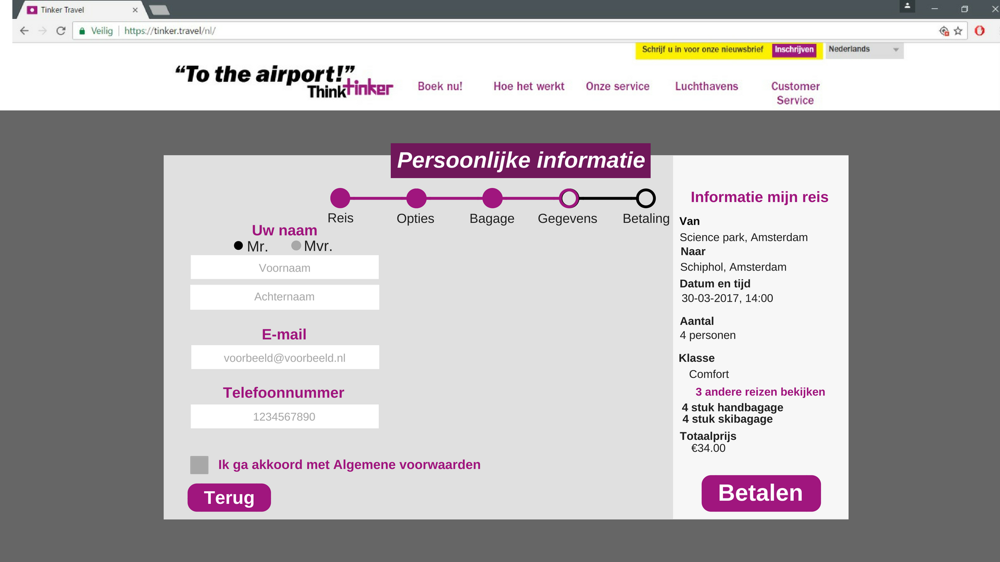 Tinker Travel
Veilig
https://tinker.travel/nl/
Schrijf u in voor onze nieuwsbrief
Inschrijven
Nederlands
“To the airport!”
Think tinker
Boek nu!
Hoe het werkt
Onze service
Luchthavens
Customer
Service
Persoonlijke informatie
Reis
Opties
Bagage
Gegevens
Betaling
Uw naam
Mr.
Mvr.
Voornaam
Achternaam
E-mail
voorbeeld@voorbeeld.nl
Telefoonnummer
1234567890
Ik ga akkoord met Algemene voorwaarden
Terug
Informatie mijn reis
Van
Science park, Amsterdam
Naar
Schiphol, Amsterdam
Datum en tijd
30-03-2017, 14:00
Aantal
4 personen
Klasse
Comfort
3 andere reizen bekijken
4 stuk handbagage
4 stuk skibagage
Totaalprijs
€34.00
Betalen